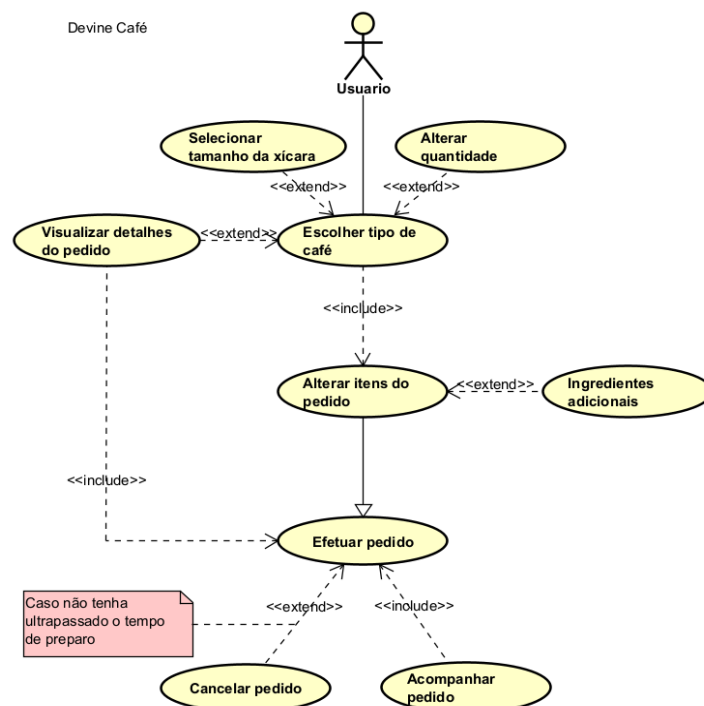 Devine Café
Usuario
Selecionar
tamanho da xícara
Alterar
quantidade
<<extend>>
<<extend>>
Visualizar detalhes
do pedido
<<extend>>
Escolher tipo de
café
<<include>>
Alterar itens do
pedido
<<extend>>
Ingredientes
adicionais
<<include>>
Efetuar pedido
Caso não tenha
ultrapassado o tempo
de preparo
<<extend>>
<<include>>
Cancelar pedido
Acompanhar
pedido